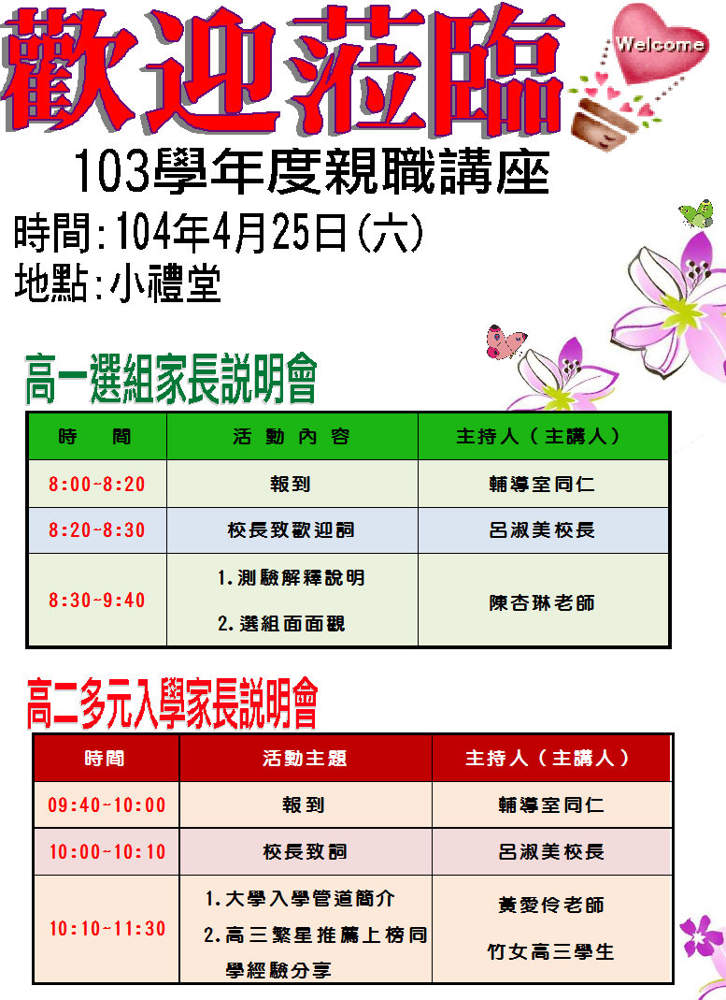 歡迎蒞臨
Welcome
103學年度親職講座
時間:104年4月25日(六)
地點:小禮堂
高一選組家長說明會
時 間 活 動 內 容 主持人（主講人）
8:00~8:20 報到 輔導室同仁
8:20~8:30 校長致歡迎詞 呂淑美校長
8:30~9:40 1.測驗解釋說明 陳杏琳老師
2.選組面面觀
高二多元入學家長說明會
時間 活動主題 主持人（主講人）
09:40~10:00 報到 輔導室同仁
10:00~10:10 校長致詞 呂淑美校長
10:10~11:30 1.大學入學管道簡介 黃愛伶老師
2.高三繁星推薦上榜同 竹女高三學生
學經驗分享